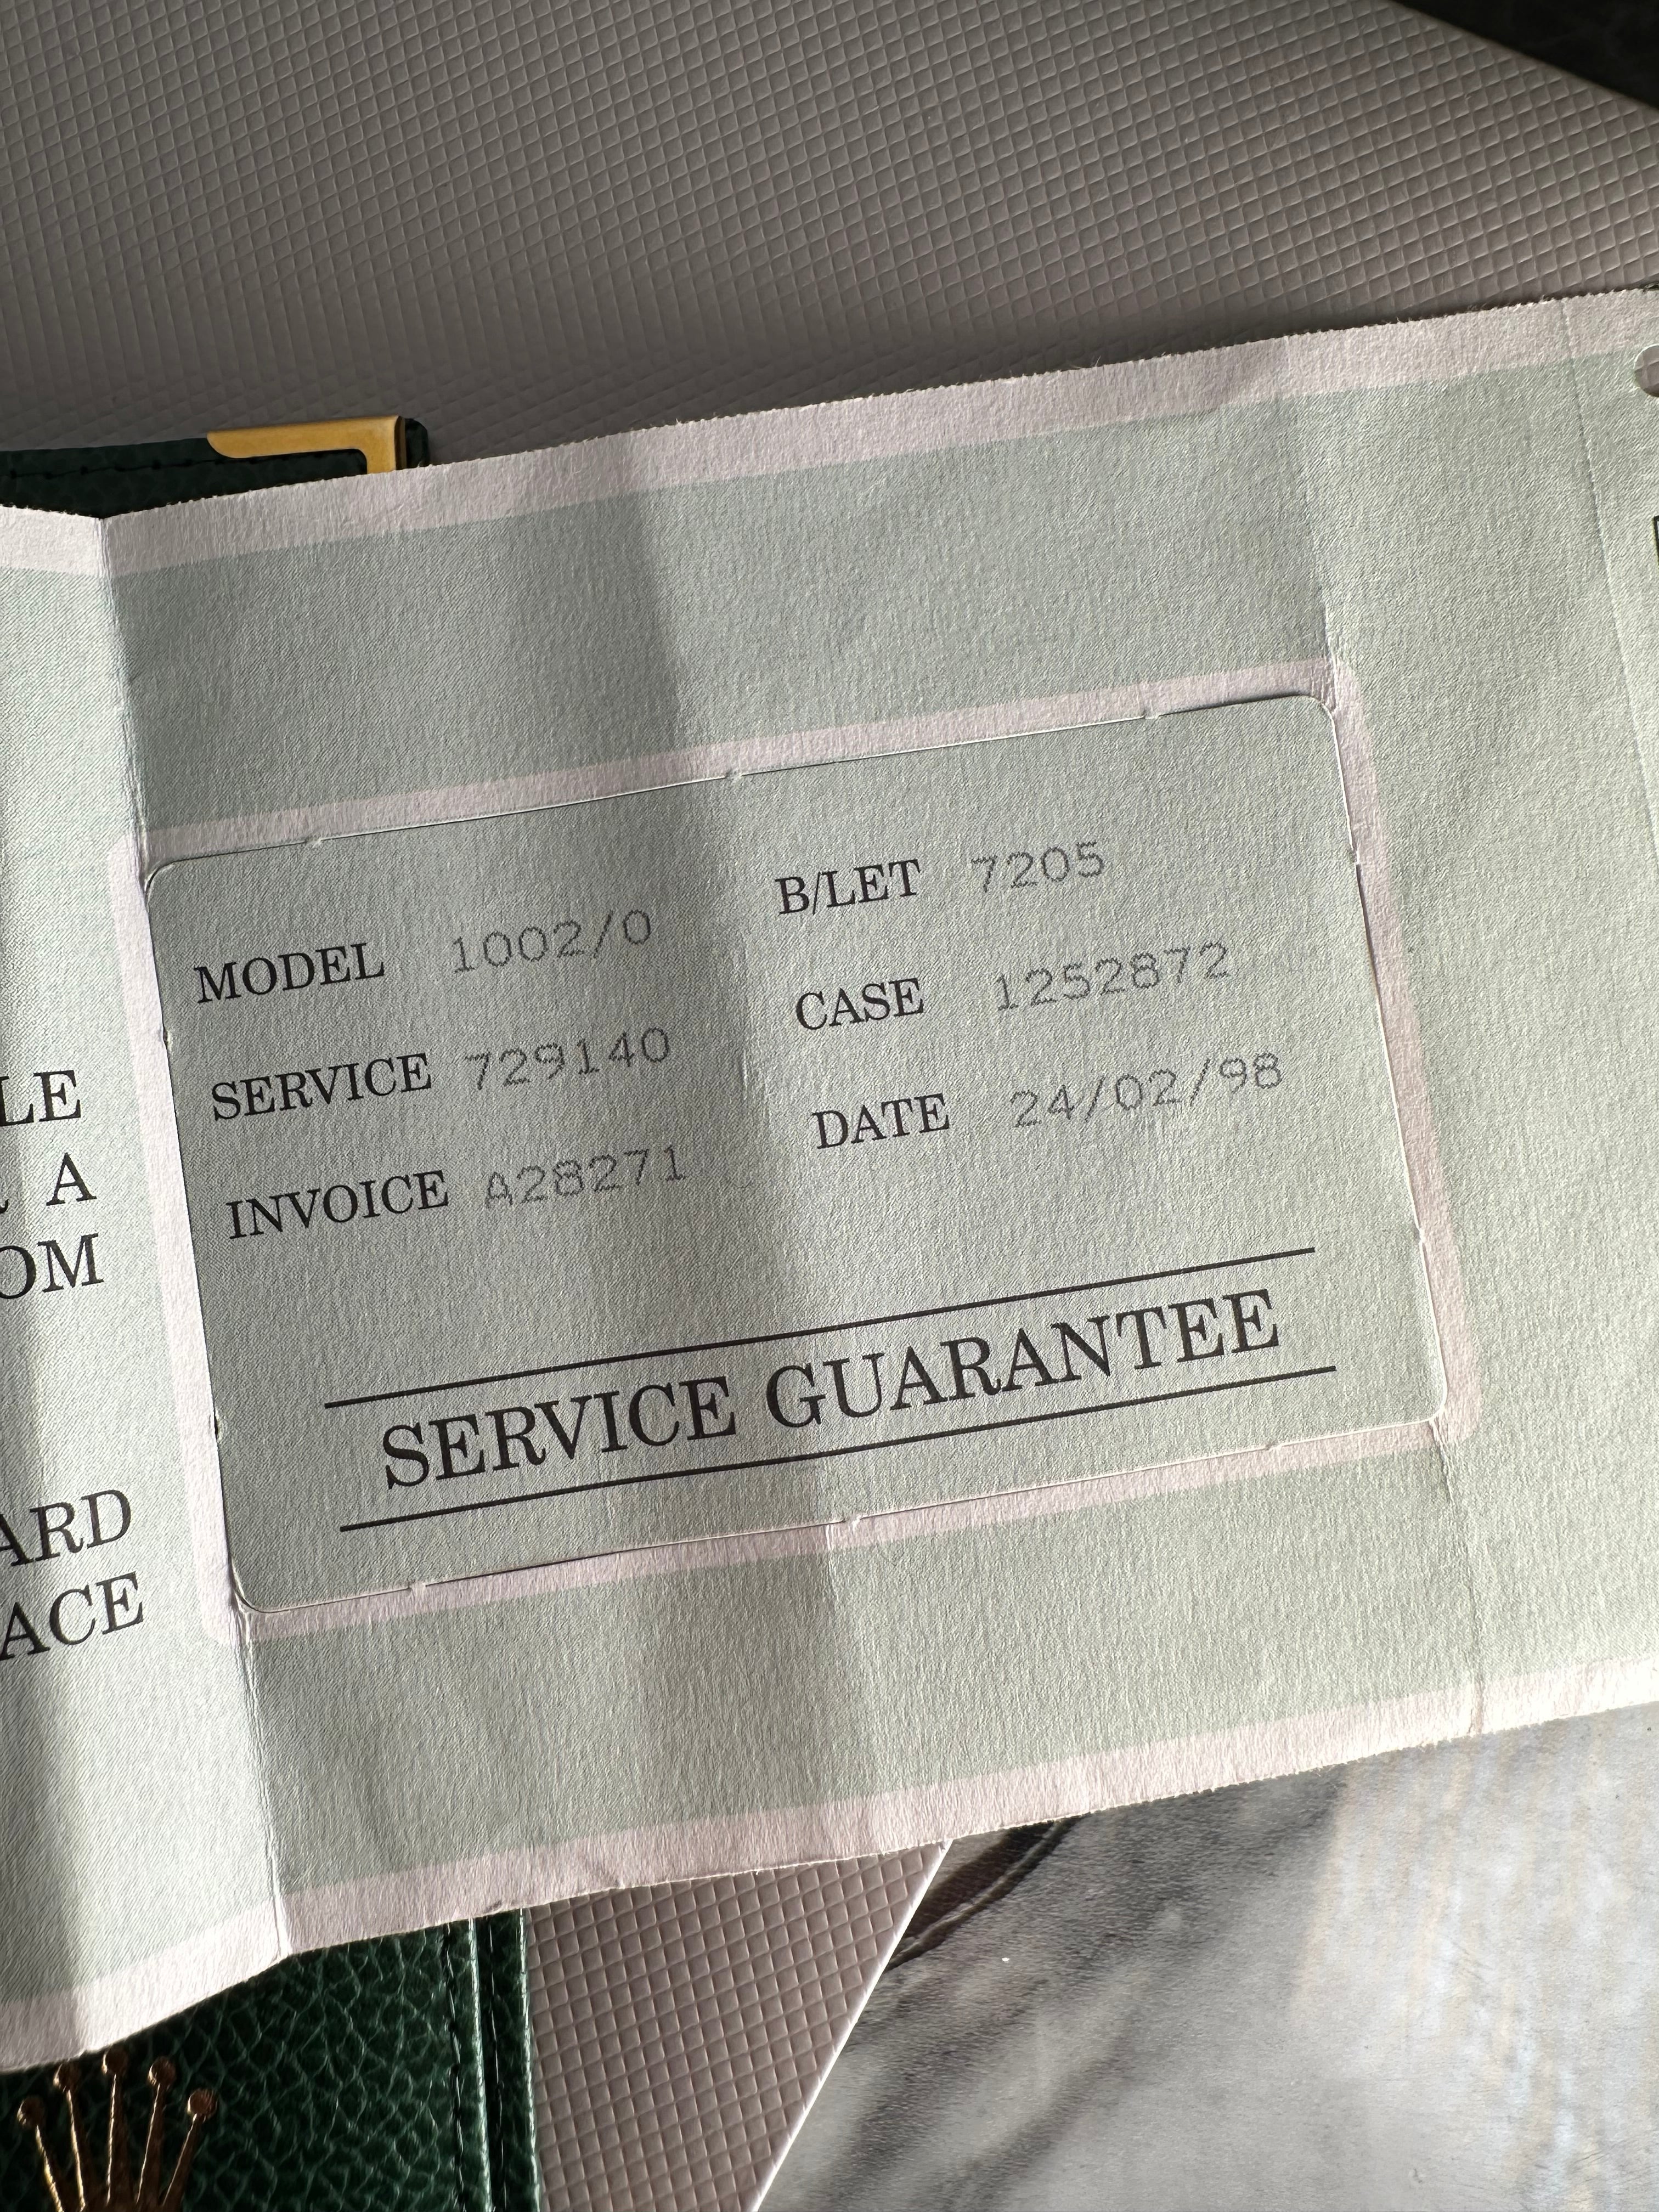 LE
A
OM
ARD
ACE
MODEL 1002/0
SERVICE 729140
INVOICE A28271
B/LET 7205
CASE 1252872
DATE 24/02/98
SERVICE GUARANTEE